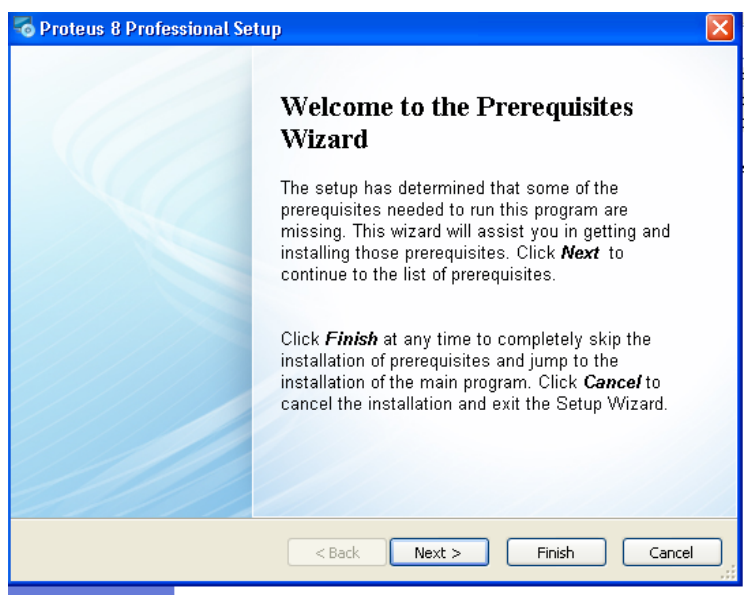 Proteus 8 Professional Setup
Welcome to the Prerequisites
Wizard
The setup has determined that some of the
prerequisites needed to run this program are
missing. This wizard will assist you in getting and
installing those prerequisites. Click Next to
continue to the list of prerequisites.
Click Finish at any time to completely skip the
installation of prerequisites and jump to the
installation of the main program. Click Cancel to
cancel the installation and exit the Setup Wizard.
< Back Next > Finish Cancel